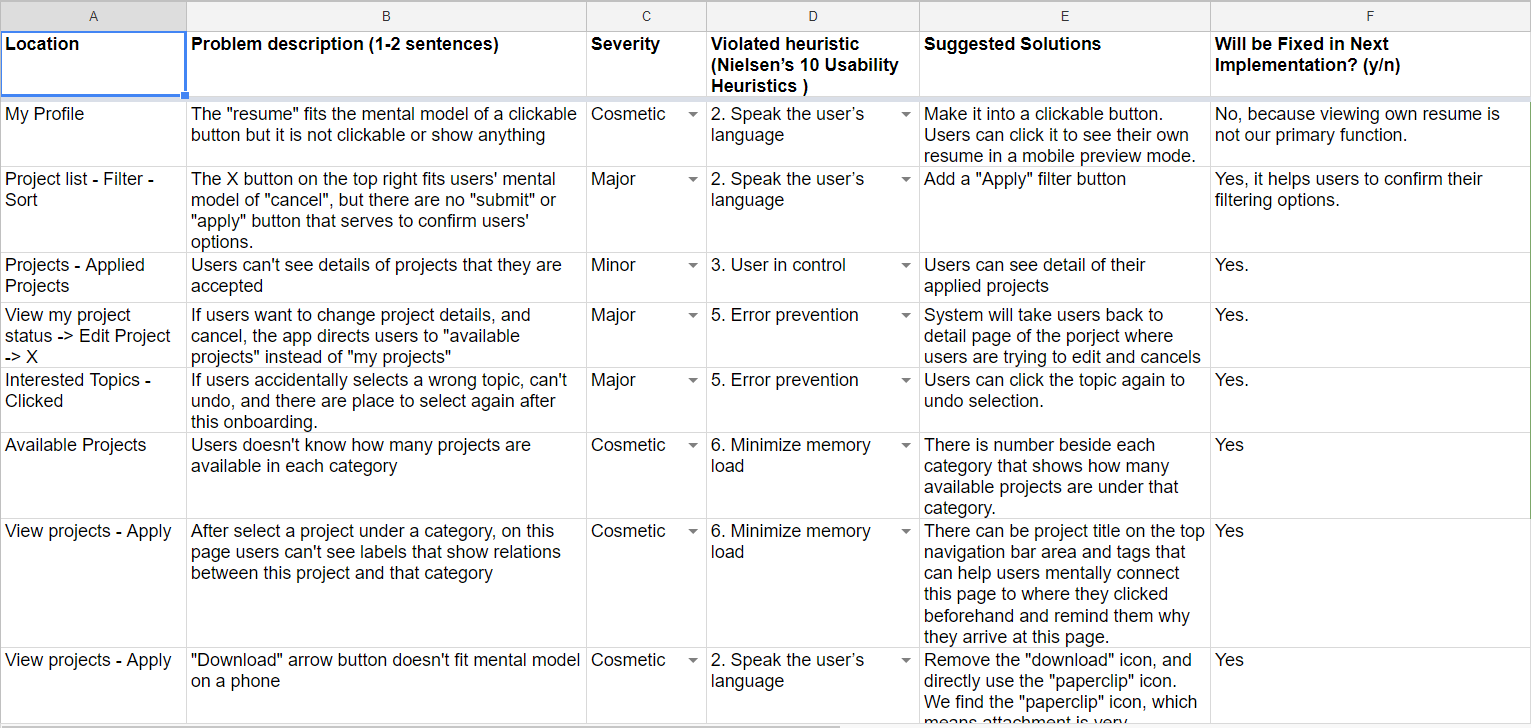 A B C D E F
Location
Problem description (1-2 sentences)
Severity
Violated heuristic
(Nielsen’s 10 Usability
Heuristics )
Suggested Solutions
Will be Fixed in Next
Implementation? (y/n)
My Profile
The "resume" fits the mental model of a clickable
button but it is not clickable or show anything
Cosmetic
2. Speak the user’s
language
Make it into a clickable button.
Users can click it to see their own
resume in a mobile preview mode.
No, because viewing own resume is
not our primary function.
Project list - Filter -
Sort
The X button on the top right fits users' mental
model of "cancel", but there are no "submit" or
"apply" button that serves to confirm users'
options.
Major
2. Speak the user’s
language
Add a "Apply" filter button
Yes, it helps users to confirm their
filtering options.
Projects - Applied
Projects
Users can't see details of projects that they are
accepted
Minor
3. User in control
Users can see detail of their
applied projects
Yes.
View my project
status -> Edit Project
-> X
If users want to change project details, and
cancel, the app directs users to "available
projects" instead of "my projects"
Major
5. Error prevention
System will take users back to
detail page of the porject where
users are trying to edit and cancels
Yes.
Interested Topics -
Clicked
If users accidentally selects a wrong topic, can't
undo, and there are place to select again after
this onboarding.
Major
5. Error prevention
Users can click the topic again to
undo selection.
Yes.
Available Projects
Users doesn't know how many projects are
available in each category
Cosmetic
6. Minimize memory
load
There is number beside each
category that shows how many
available projects are under that
category.
Yes
View projects - Apply
After select a project under a category, on this
page users can't see labels that show relations
between this project and that category
Cosmetic
6. Minimize memory
load
There can be project title on the top
navigation bar area and tags that
can help users mentally connect
this page to where they clicked
beforehand and remind them why
they arrive at this page.
Yes
View projects - Apply
"Download" arrow button doesn't fit mental model
on a phone
Cosmetic
2. Speak the user’s
language
Remove the "download" icon, and
directly use the "paperclip" icon.
We find the "paperclip" icon, which
means attachment is very
Yes